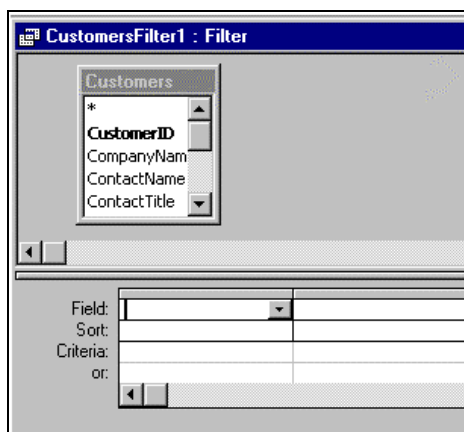 CustomersFilter1 : Filter
Customers
*
CustomerID
CompanyNam
ContactName
ContactTitle
Field:
Sort:
Criteria:
or: